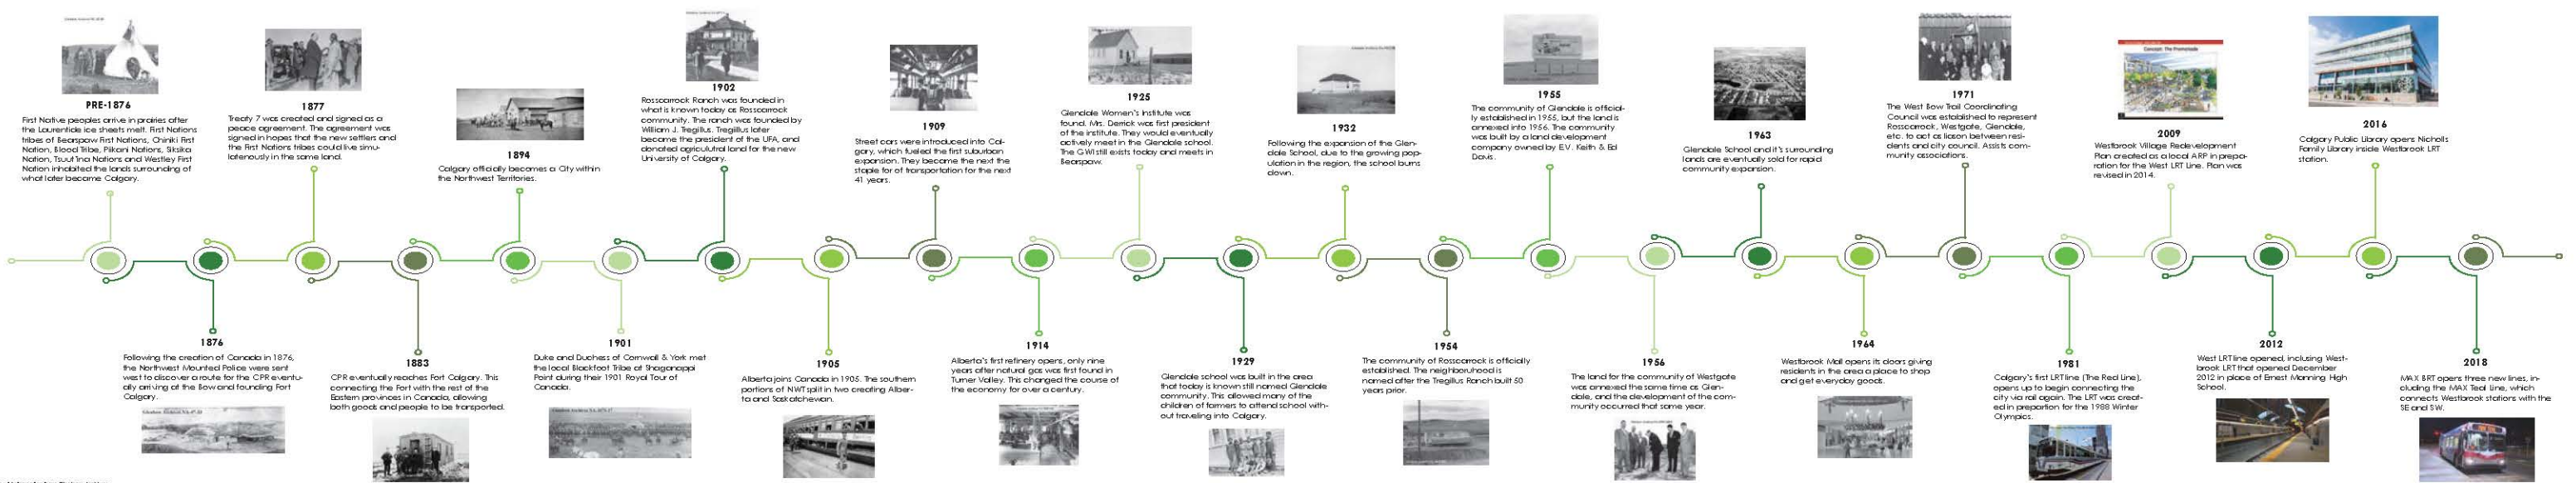 PRE-1876
First Native peoples arrive in prairies after
the Laurentide ice sheets melt. First Nations
tribes of Bearspaw First Nations, Chiniki First
Nation, Blood Tribe, Piikani Nations, Siksika
Nation, Tsuut'ina Nations and Westley First
Nation inhabited the lands surrounding of
what later became Calgary.
1876
Following the creation of Canada in 1876,
the Northwest Mounted Police were sent
west to discover a route for the CPR eventu-
ally arriving at the Bow and founding Fort
Calgary.
1877
Treaty 7 was created and signed as a
peace agreement. The agreement was
signed in hopes that the new settlers and
the First Nations tribes could live simu-
latenously in the same land.
1883
CPR eventually reaches Fort Calgary. This
connecting the Fort with the rest of the
Eastern provinces in Canada, allowing
both goods and people to be transported.
1894
Calgary officially becomes a City within
the Northwest Territories.
1901
Duke and Duchess of Cornwall & York met
the local Blackfoot Tribe at Shaganappi
Point during their 1901 Royal Tour of
Canada.
1902
Rosscarrock Ranch was founded in
what is known today as Rosscarrock
community. The ranch was founded by
William J. Tregillus. Tregillus later
became the president of the UFA, and
donated agricultural land for the new
University of Calgary.
1905
Alberta joins Canada in 1905. The southern
portions of NWT split in two creating Alber-
ta and Saskatchewan.
1909
Street cars were introduced into Cal-
gary, which fueled the first suburban
expansion. They became the next the
staple for of transportation for the next
41 years.
1914
Alberta's first refinery opens, only nine
years after natural gas was first found in
Turner Valley. This changed the course of
the economy for over a century.
1925
Glendale Women's Institute was
found. Mrs. Derrick was first president
of the institute. They would eventually
actively meet in the Glendale school.
The GWI still exists today and meets in
Bearspaw.
1929
Glendale school was built in the area
that today is known still named Glendale
community. This allowed many of the
children of farmers to attend school with-
out traveling into Calgary.
1932
Following the expansion of the Glen-
dale School, due to the growing pop-
ulation in the region, the school burns
down.
1954
The community of Rosscarrock is officially
established. The neighborhood is
named after the Tregillus Ranch built 50
years prior.
1955
The community of Glendale is official-
ly established in 1955, but the land is
annexed into 1956. The community
was built by a land development
company owned by E.V. Keith & Ed
Davis.
1956
The land for the community of Westgate
was annexed the same time as Glen-
dale, and the development of the com-
munity occurred that same year.
1963
Glendale School and it's surrounding
lands are eventually sold for rapid
community expansion.
1964
Westbrook Mall opens its doors giving
residents in the area a place to shop
and get everyday goods.
1971
The West Bow Trail Coordinating
Council was established to represent
Rosscarrock, Westgate, Glendale,
etc. to act as liason between resi-
dents and city council. Assists com-
munity associations.
1981
Calgary's first LRT line (The Red Line),
opens up to begin connecting the
city via rail again. The LRT was creat-
ed in prepartion for the 1988 Winter
Olympics.
Concept: The Promenade
2009
Westbrook Village Redevelopment
Plan created as a local ARP in prepa-
ration for the West LRT Line. Plan was
revised in 2014.
2012
West LRT line opened, inclusing West-
brook LRT that opened December
2012 in place of Ernest Manning High
School.
2016
Calgary Public Library opens Nicholls
Family Library inside Westbrook LRT
station.
2018
MAX BRT opens three new lines, in-
cluding the MAX Teal Line, which
connects Westbrook stations with the
SE and SW.